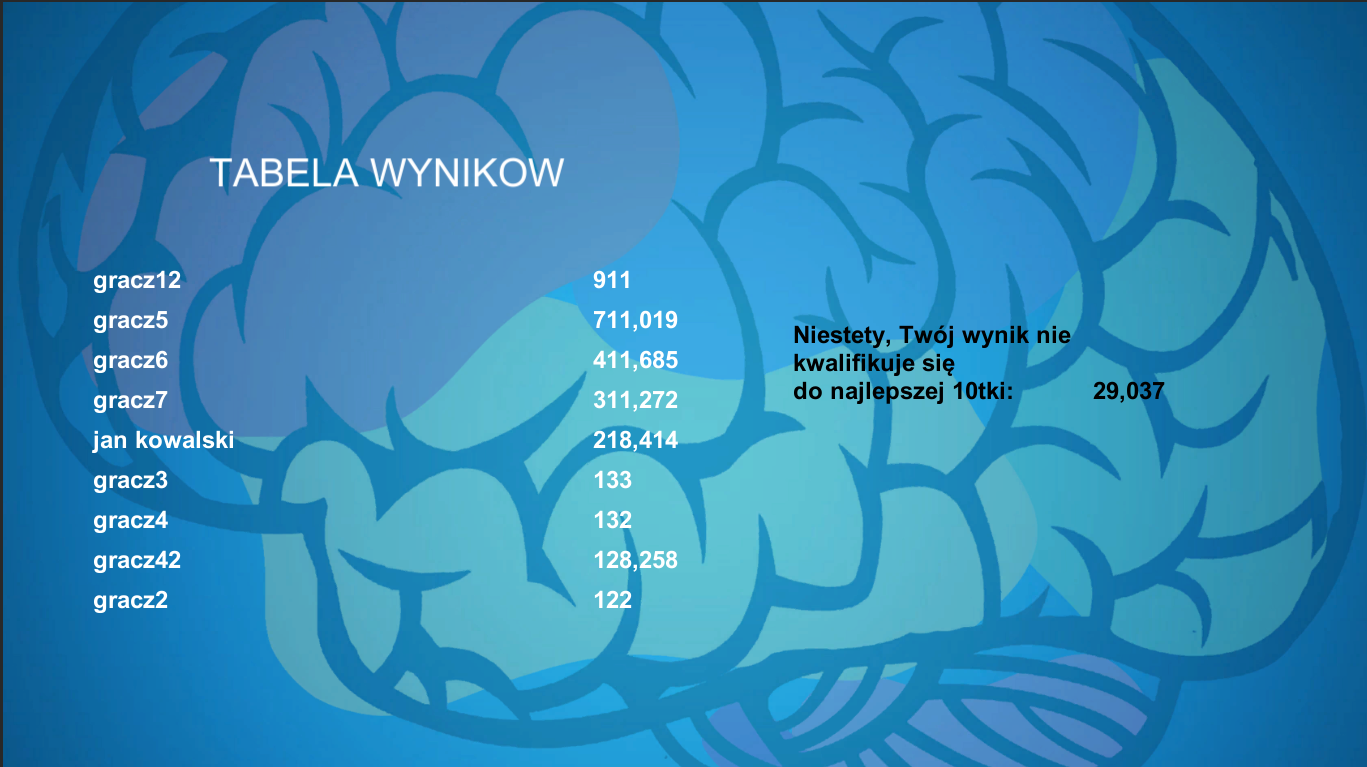 TABELA WYNIKOW
gracz12 911
gracz5 711,019
gracz6 411,685
gracz7 311,272
jan kowalski 218,414
gracz3 133
gracz4 132
gracz42 128,258
gracz2 122
Niestety, Twój wynik nie
kwalifikuje się
do najlepszej 10tki: 29,037